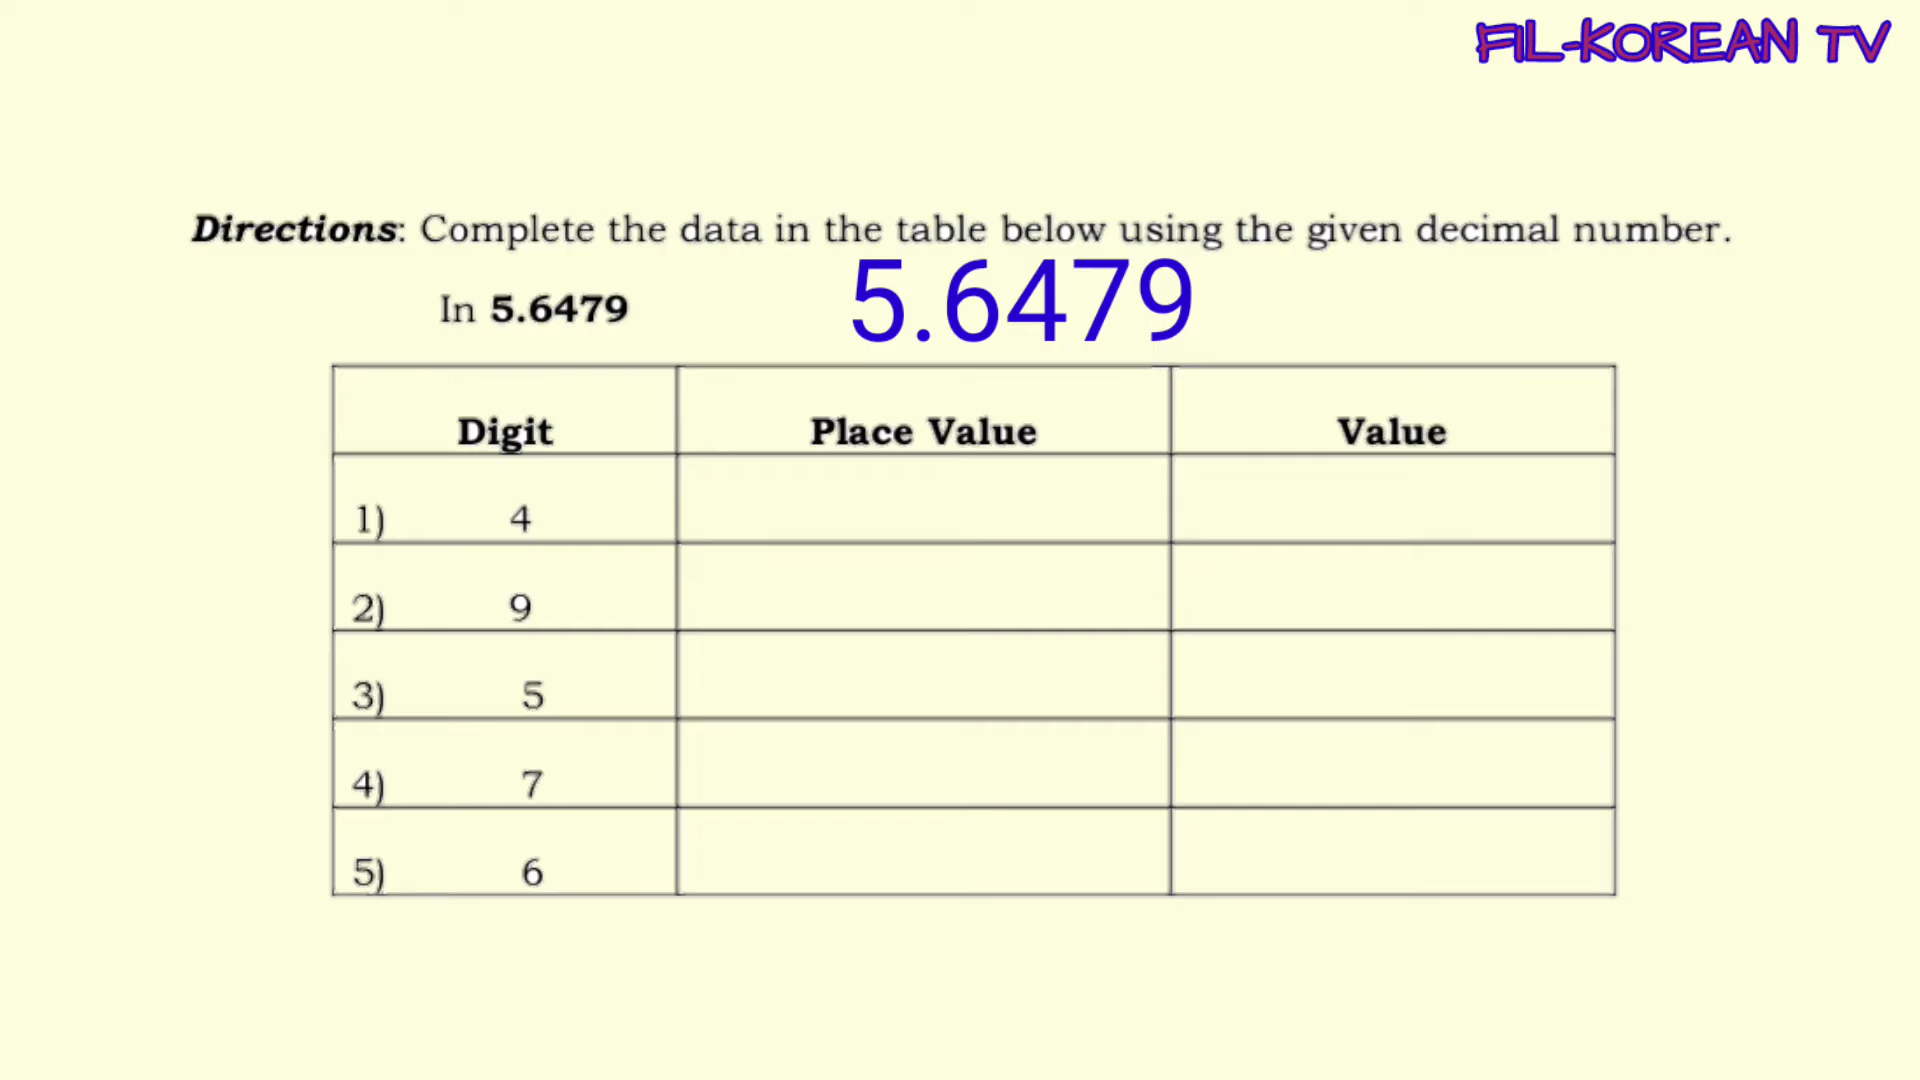 FIL-KOREAN TV
Directions: Complete the data in the table below using the given decimal number.
In 5.6479 5.6479
Digit Place Value Value
1) 4
2) 9
3) 5
4) 7
5) 6